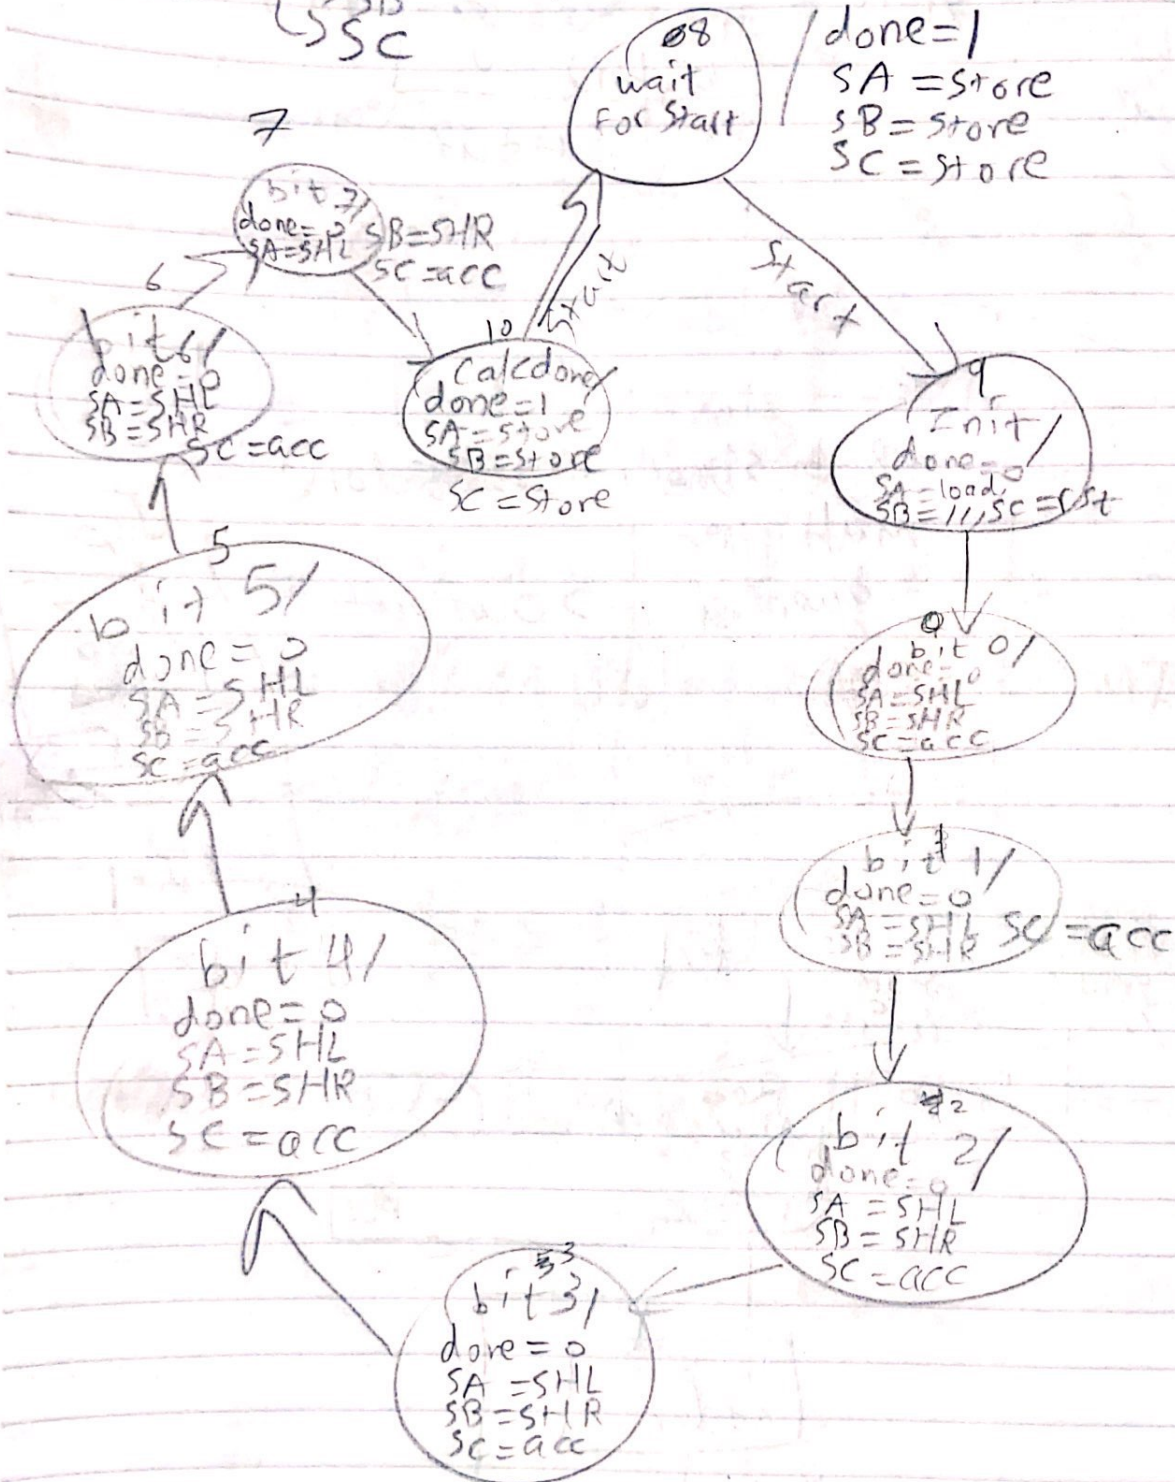 SC
08
wait
For Start
done=1
SA=Store
SB=Store
SC=Store
7
bit 7/
done=0
SA=SHL
SB=SHR
SC=acc
start
6
bit 6/
done=0
SA=SHL
SB=SHR
SC=acc
10
Calcdone/
done=1
SA=Store
SB=Store
SC=Store
9
Init/
done=0
SA=load,
SB=///,SC=rst
5
bit 5/
done=0
SA=SHL
SB=SHR
SC=acc
0
bit 0/
done=0
SA=SHL
SB=SHR
SC=acc
bit 1/
done=0
SA=SHL
SB=SHR
SC=acc
4
bit 4/
done=0
SA=SHL
SB=SHR
SC=acc
2
bit 2/
done=0
SA=SHL
SB=SHR
SC=acc
3
bit 3/
done=0
SA=SHL
SB=SHR
SC=acc